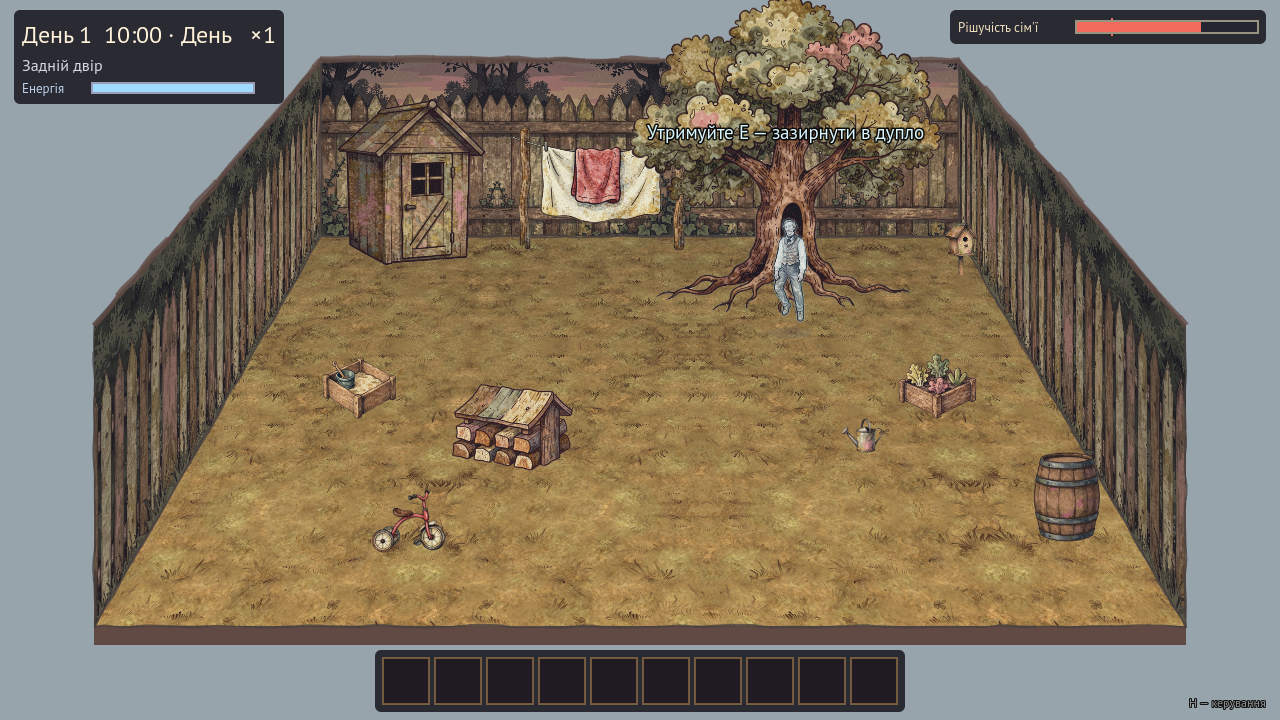 День 1 10:00 · День ×1
Задній двір
Енергія
Рішучість сім'ї
Утримуйте E — зазирнути в дупло
H — керування